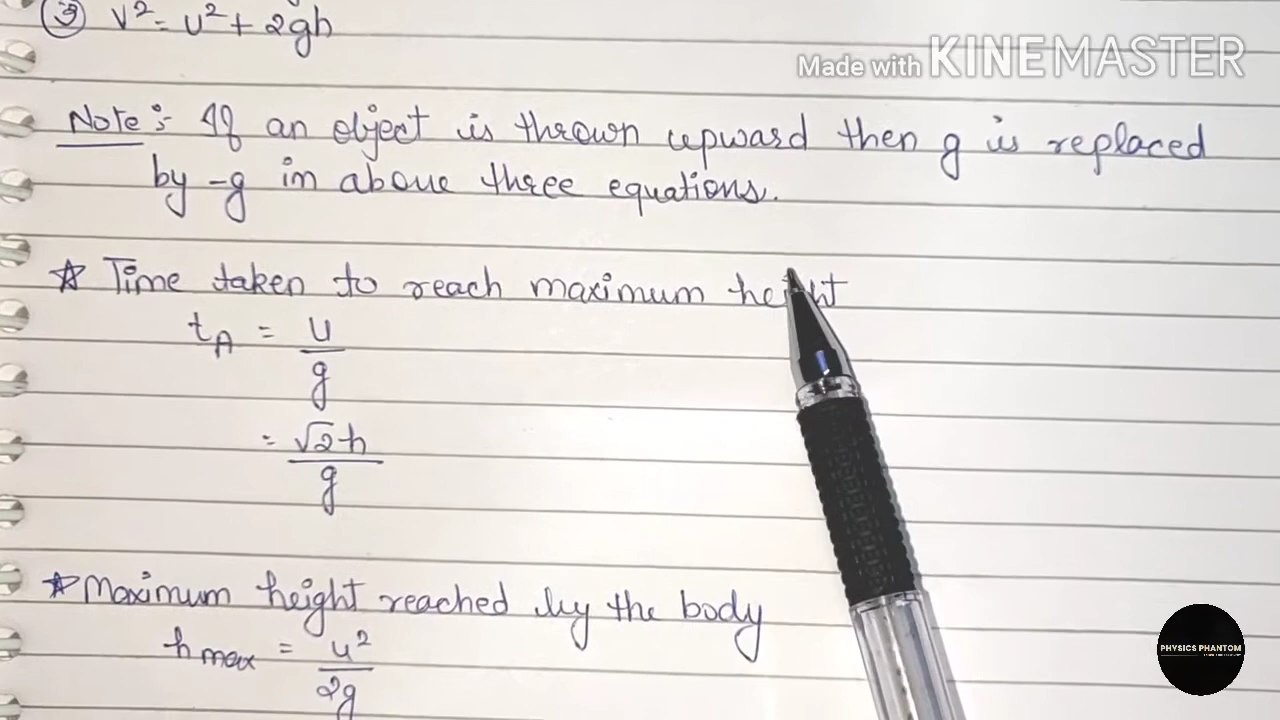 ③ v² = u² + 2gh
Made with KINEMASTER
Note :- If an object is thrown upward then g is replaced
by -g in above three equations.
☆ Time taken to reach maximum height
tA = u/g
= √2h/g
☆ Maximum height reached by the body
hmax = u²/2g
PHYSICS PHANTOM